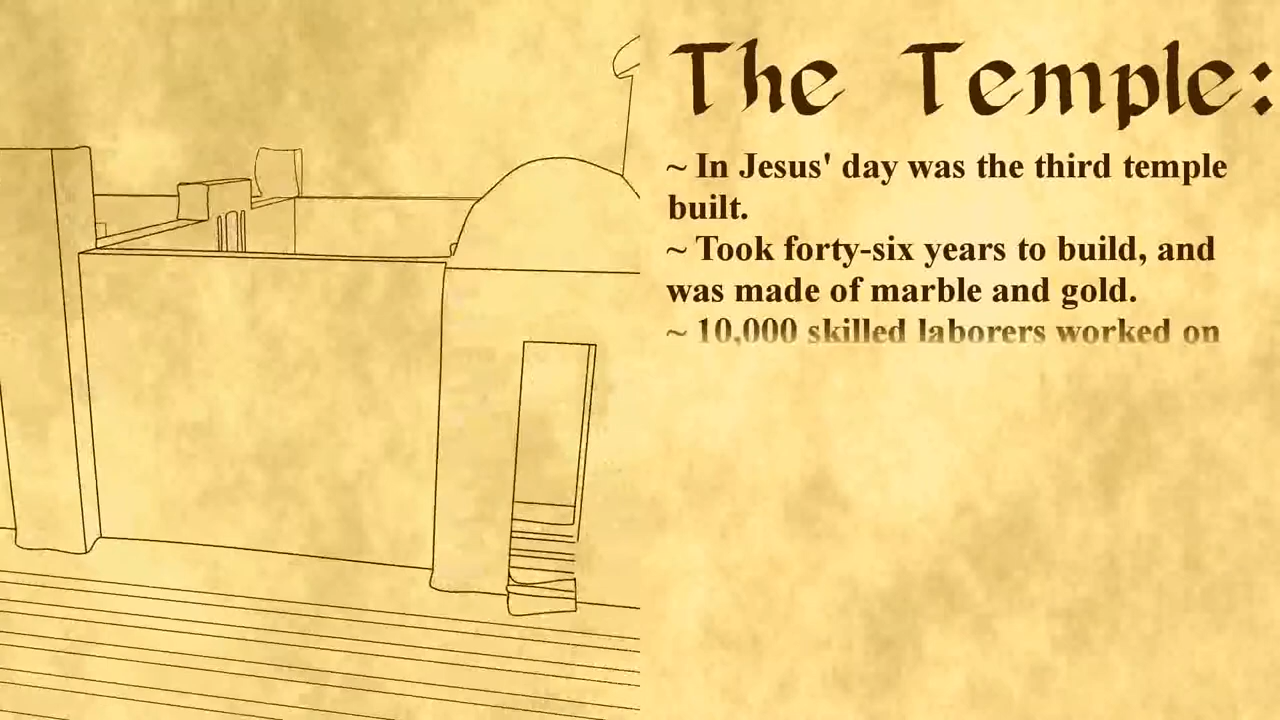 The Temple:
~ In Jesus' day was the third temple
built.
~ Took forty-six years to build, and
was made of marble and gold.
~ 10,000 skilled laborers worked on